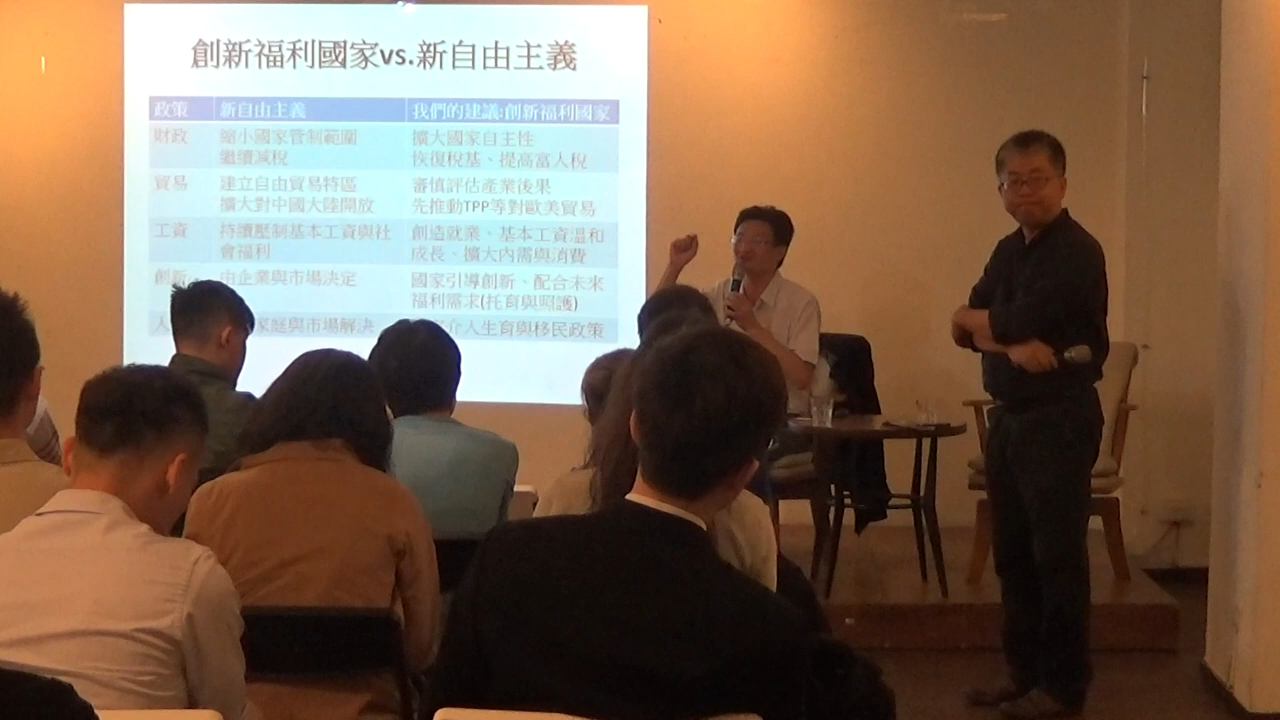 創新福利國家vs.新自由主義
政策 新自由主義 我們的建議:創新福利國家
財政 縮小國家管制範圍 擴大國家自主性
繼續減稅 恢復稅基、提高富人稅
貿易 建立自由貿易特區 審慎評估產業後果
擴大對中國大陸開放 先推動TPP等對歐美貿易
工資 持續壓制基本工資與社 創造就業、基本工資溫和
會福利 成長、擴大內需與消費
創新 由企業與市場決定 國家引導創新、配合未來
福利需求(托育與照護)
人 家庭與市場解決 介入生育與移民政策